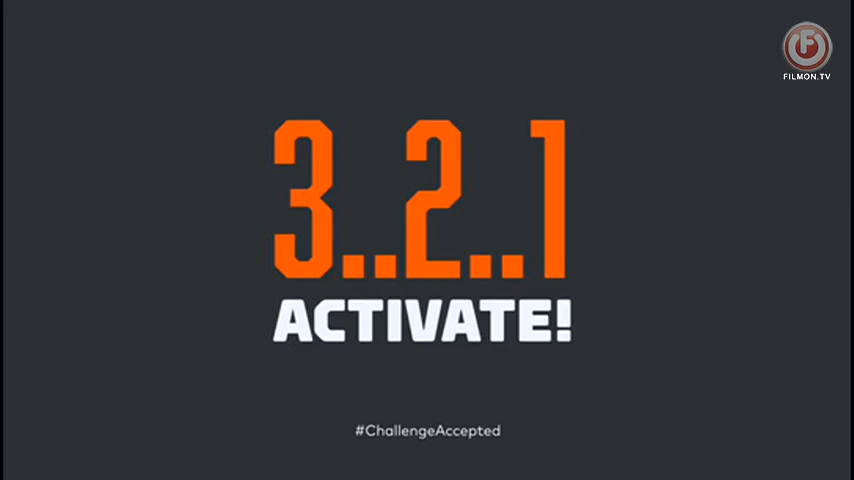 F
FILMON.TV
3..2..1
ACTIVATE!
#ChallengeAccepted